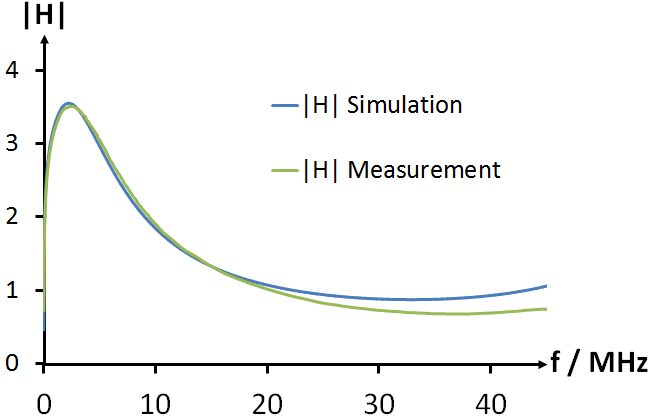 |H|
4
|H| Simulation
3
|H| Measurement
2
1
0
f / MHz
0 10 20 30 40